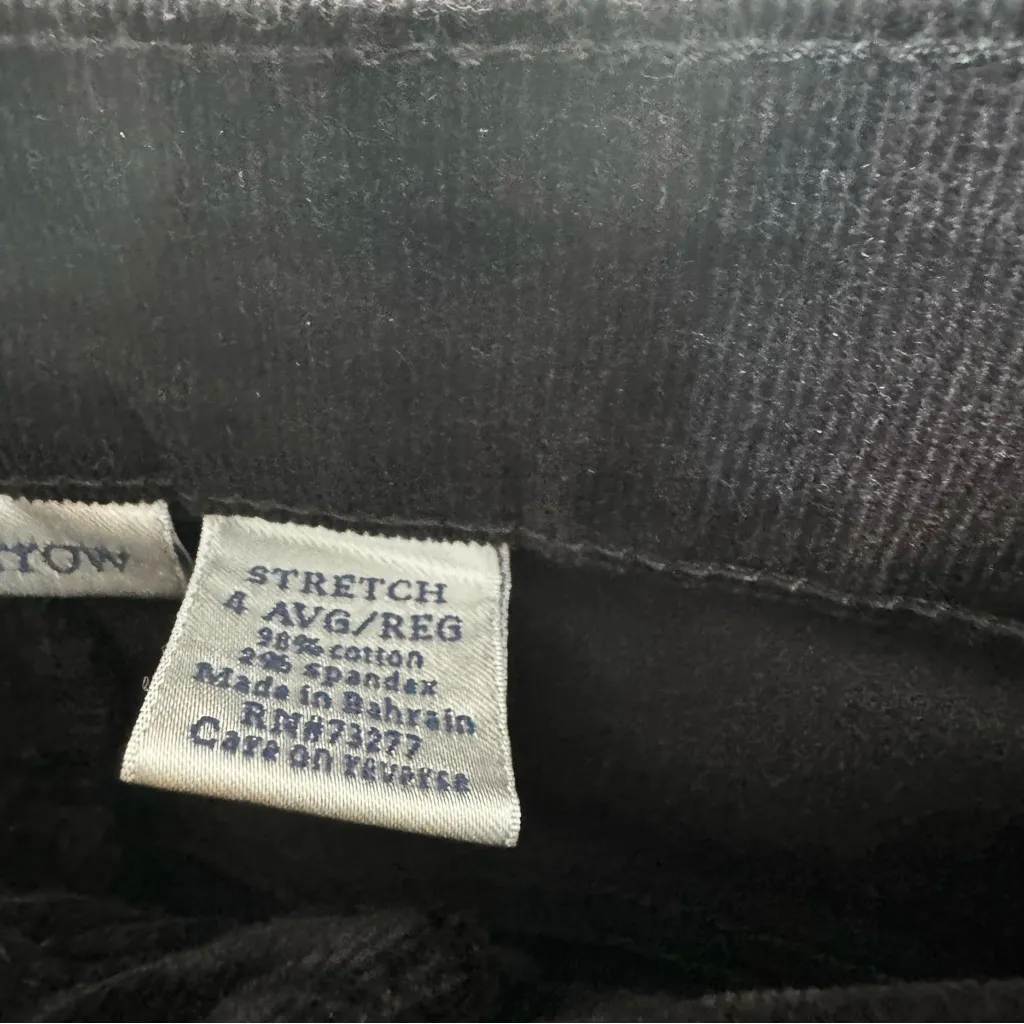 STRETCH
4 AVG/REG
98% cotton
2% spandex
Made in Bahrain
RN#73277
Care on reverse